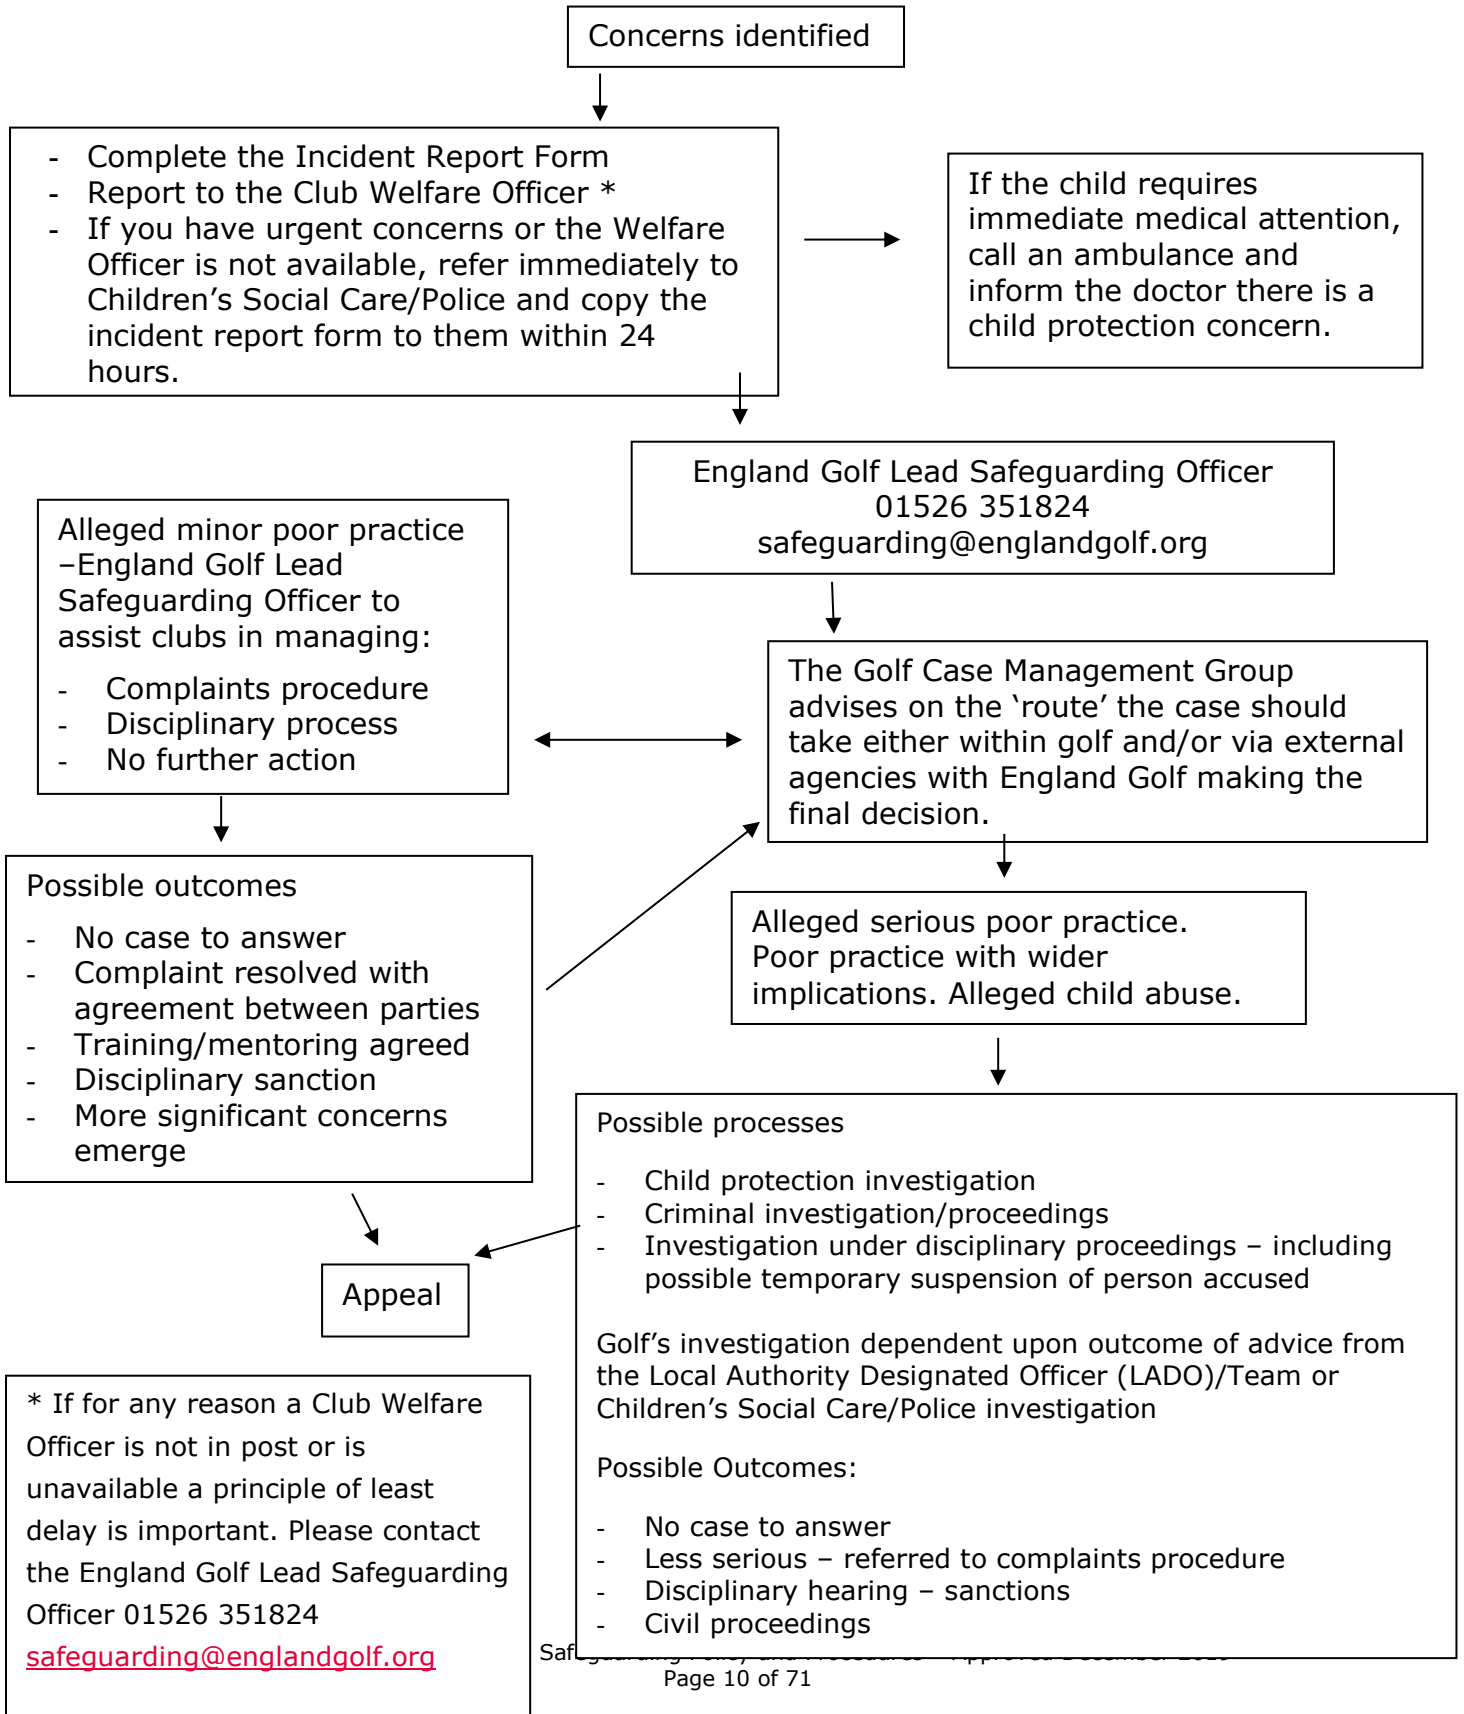 Concerns identified
- Complete the Incident Report Form
- Report to the Club Welfare Officer *
- If you have urgent concerns or the Welfare
Officer is not available, refer immediately to
Children’s Social Care/Police and copy the
incident report form to them within 24
hours.
If the child requires
immediate medical attention,
call an ambulance and
inform the doctor there is a
child protection concern.
England Golf Lead Safeguarding Officer
01526 351824
safeguarding@englandgolf.org
Alleged minor poor practice
–England Golf Lead
Safeguarding Officer to
assist clubs in managing:
- Complaints procedure
- Disciplinary process
- No further action
The Golf Case Management Group
advises on the ‘route’ the case should
take either within golf and/or via external
agencies with England Golf making the
final decision.
Possible outcomes
- No case to answer
- Complaint resolved with
agreement between parties
- Training/mentoring agreed
- Disciplinary sanction
- More significant concerns
emerge
Alleged serious poor practice.
Poor practice with wider
implications. Alleged child abuse.
Possible processes
- Child protection investigation
- Criminal investigation/proceedings
- Investigation under disciplinary proceedings – including
possible temporary suspension of person accused
Golf’s investigation dependent upon outcome of advice from
the Local Authority Designated Officer (LADO)/Team or
Children’s Social Care/Police investigation
Possible Outcomes:
- No case to answer
- Less serious – referred to complaints procedure
- Disciplinary hearing – sanctions
- Civil proceedings
Appeal
* If for any reason a Club Welfare
Officer is not in post or is
unavailable a principle of least
delay is important. Please contact
the England Golf Lead Safeguarding
Officer 01526 351824
safeguarding@englandgolf.org
Page 10 of 71